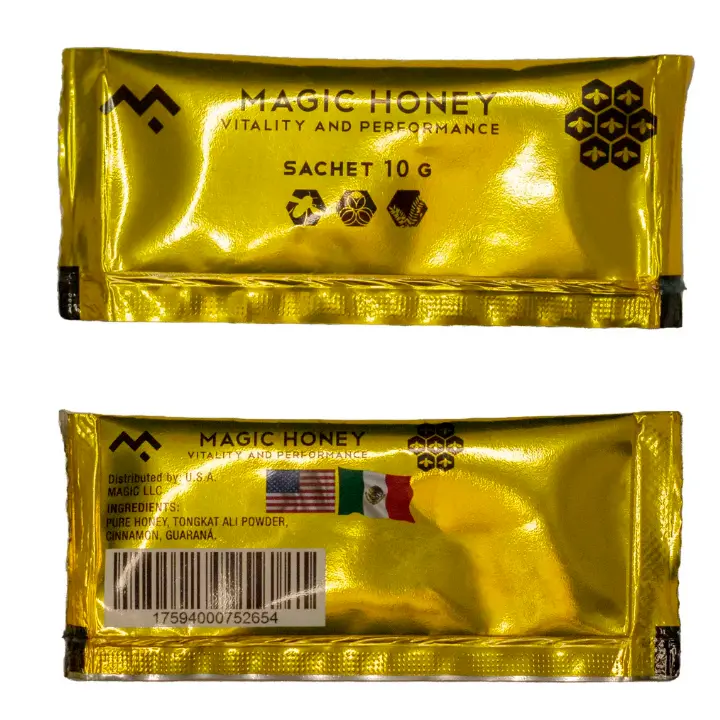 MAGIC HONEY
VITALITY AND PERFORMANCE
SACHET 10 G
MAGIC HONEY
VITALITY AND PERFORMANCE
Distributed by: U.S.A.
MAGIC LLC.
INGREDIENTS:
PURE HONEY, TONGKAT ALI POWDER,
CINNAMON, GUARANÁ.
17594000752654